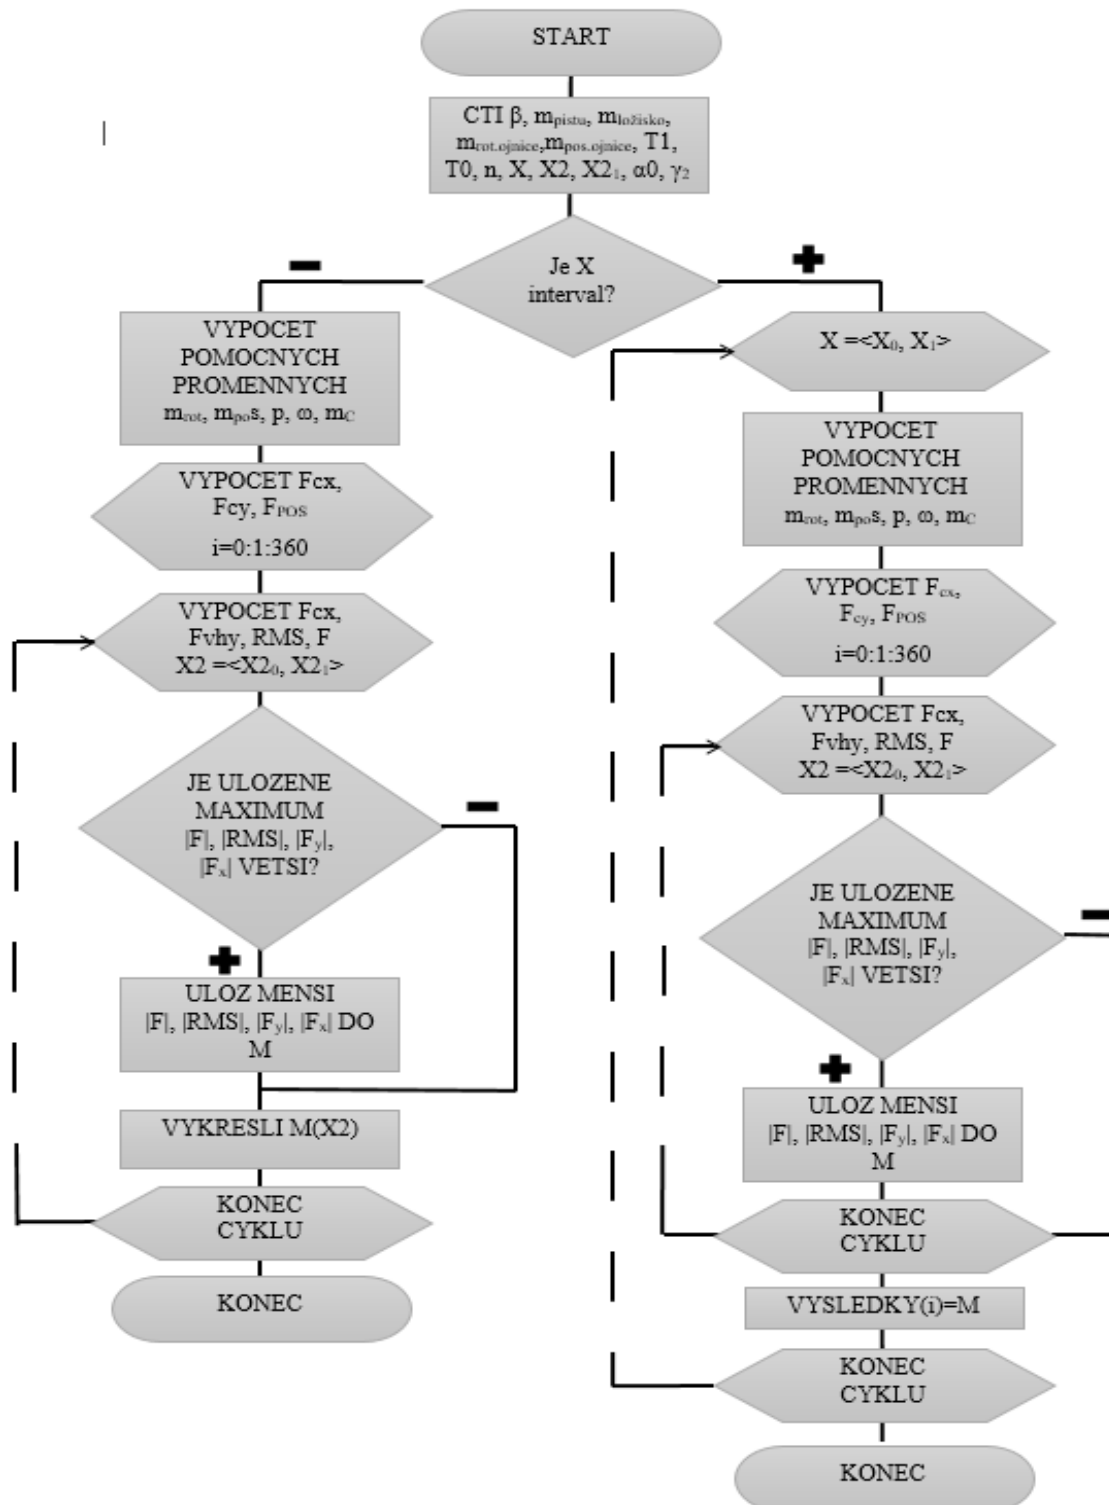 START
CTI β, mpistu, mložisko,
mrot.ojnice,mpos.ojnice, T1,
T0, n, X, X2, X2₁, α0, γ₂
Je X
interval?
VYPOCET
POMOCNYCH
PROMENNYCH
mrot, mpos, p, ω, mC
VYPOCET Fcx,
Fcy, FPOS
i=0:1:360
VYPOCET Fcx,
Fvhy, RMS, F
X2 =<X2₀, X2₁>
JE ULOZENE
MAXIMUM
|F|, |RMS|, |Fy|,
|Fx| VETSI?
ULOZ MENSI
|F|, |RMS|, |Fy|, |Fx| DO
M
VYKRESLI M(X2)
KONEC
CYKLU
KONEC
X =<X₀, X₁>
VYPOCET
POMOCNYCH
PROMENNYCH
mrot, mpos, p, ω, mC
VYPOCET Fcx,
Fcy, FPOS
i=0:1:360
VYPOCET Fcx,
Fvhy, RMS, F
X2 =<X2₀, X2₁>
JE ULOZENE
MAXIMUM
|F|, |RMS|, |Fy|,
|Fx| VETSI?
ULOZ MENSI
|F|, |RMS|, |Fy|, |Fx| DO
M
KONEC
CYKLU
VYSLEDKY(i)=M
KONEC
CYKLU
KONEC